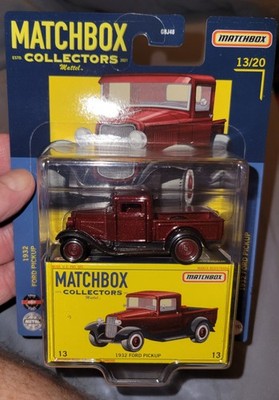 MATCHBOX
COLLECTORS
Mattel
GBJ48
MATCHBOX
13/20
1932
FORD PICKUP
1932 FORD PICKUP
MATCHBOX
COLLECTORS
Mattel
MATCHBOX
13
1932 FORD PICKUP
13